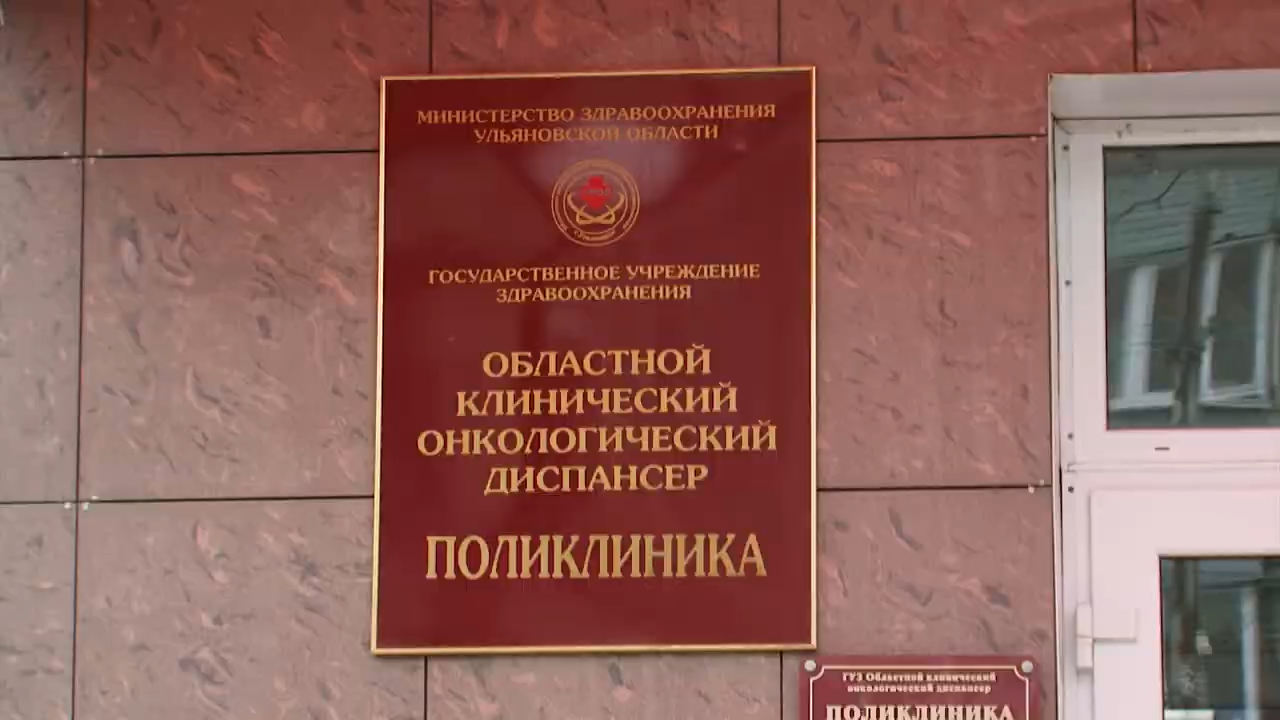 МИНИСТЕРСТВО ЗДРАВООХРАНЕНИЯ
УЛЬЯНОВСКОЙ ОБЛАСТИ
ГОСУДАРСТВЕННОЕ УЧРЕЖДЕНИЕ
ЗДРАВООХРАНЕНИЯ
ОБЛАСТНОЙ
КЛИНИЧЕСКИЙ
ОНКОЛОГИЧЕСКИЙ
ДИСПАНСЕР
ПОЛИКЛИНИКА
ГУЗ Областной клинический
онкологический диспансер
ПОЛИКЛИНИКА